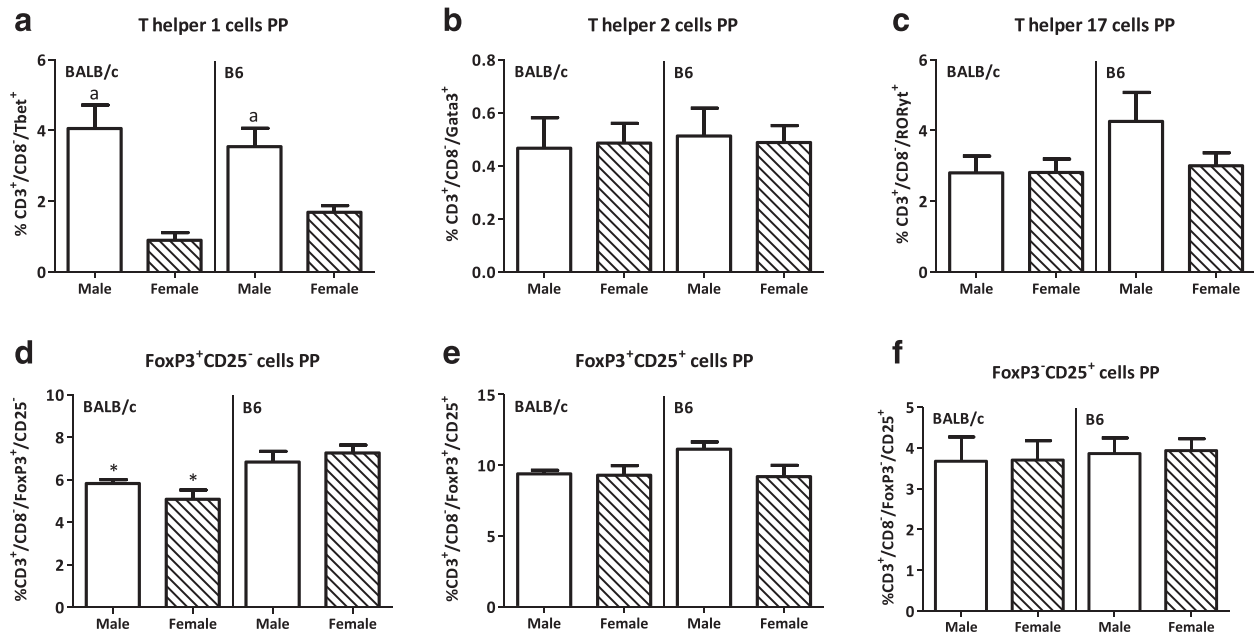 a
T helper 1 cells PP
% CD3⁺/CD8⁻/Tbet⁺
6
4
2
0
BALB/c
B6
a
a
Male Female Male Female
b
T helper 2 cells PP
% CD3⁺/CD8⁻/Gata3⁺
0.8
0.6
0.4
0.2
0.0
BALB/c
B6
Male Female Male Female
c
T helper 17 cells PP
% CD3⁺/CD8⁻/RORyt⁺
6
4
2
0
BALB/c
B6
Male Female Male Female
d
FoxP3⁺CD25⁻ cells PP
%CD3⁺/CD8⁻/FoxP3⁺/CD25⁻
10
8
6
4
2
0
BALB/c
B6
*
*
Male Female Male Female
e
FoxP3⁺CD25⁺ cells PP
%CD3⁺/CD8⁻/FoxP3⁺/CD25⁺
15
10
5
0
BALB/c
B6
Male Female Male Female
f
FoxP3⁻CD25⁺ cells PP
%CD3⁺/CD8⁻/FoxP3⁻/CD25⁺
5
4
3
2
1
0
BALB/c
B6
Male Female Male Female